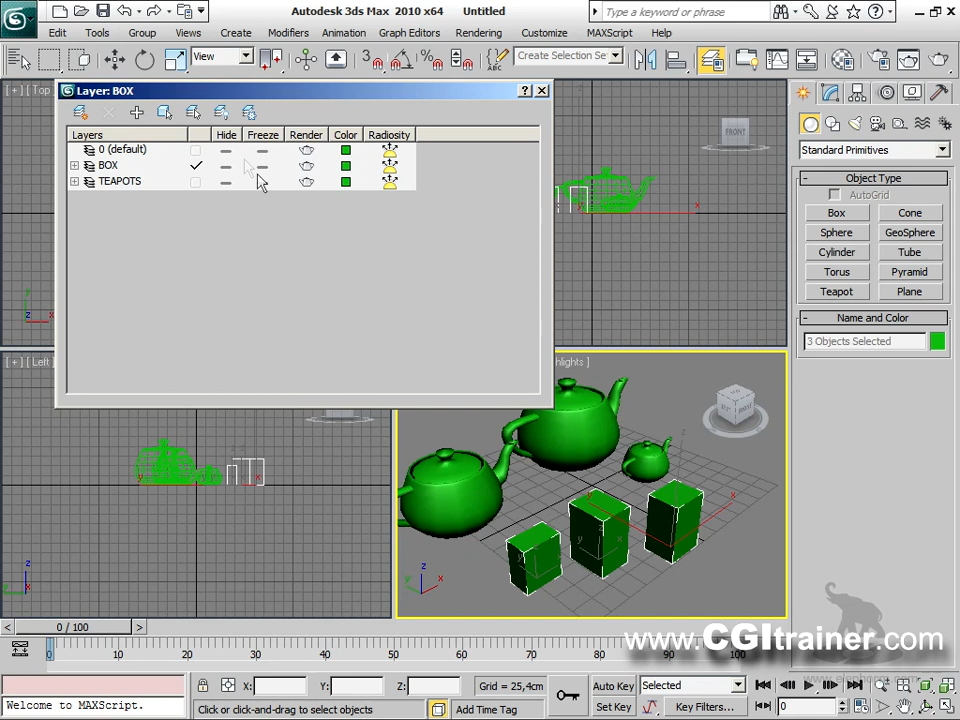 Autodesk 3ds Max 2010 x64 Untitled
Type a keyword or phrase
Edit Tools Group Views Create Modifiers Animation Graph Editors Rendering Customize MAXScript Help
View
3
%
ABC
Create Selection Se
[ + ] [ Top
Layer: BOX
Layers Hide Freeze Render Color Radiosity
0 (default)
BOX
TEAPOTS
FRONT
x
y
x
y
z
x
Standard Primitives
Object Type
AutoGrid
Box Cone
Sphere GeoSphere
Cylinder Tube
Torus Pyramid
Teapot Plane
Name and Color
3 Objects Selected
[ + ] [ Left
hlights ]
z
y
x
z
y
x
z
y
x
0 / 100
0 10 20 30 40 50 60 70 80 90 100
www.CGItrainer.com
X: Y: Z: Grid = 25,4cm Auto Key Selected
Welcome to MAXScript. Click or click-and-drag to select objects Add Time Tag Set Key Key Filters... 0